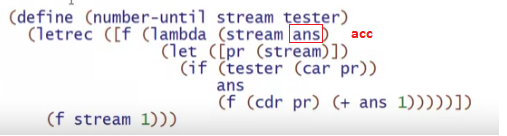 (define (number-until stream tester)
(letrec ([f (lambda (stream ans) acc
(let ([pr (stream)])
(if (tester (car pr))
ans
(f (cdr pr) (+ ans 1)))))])
(f stream 1)))